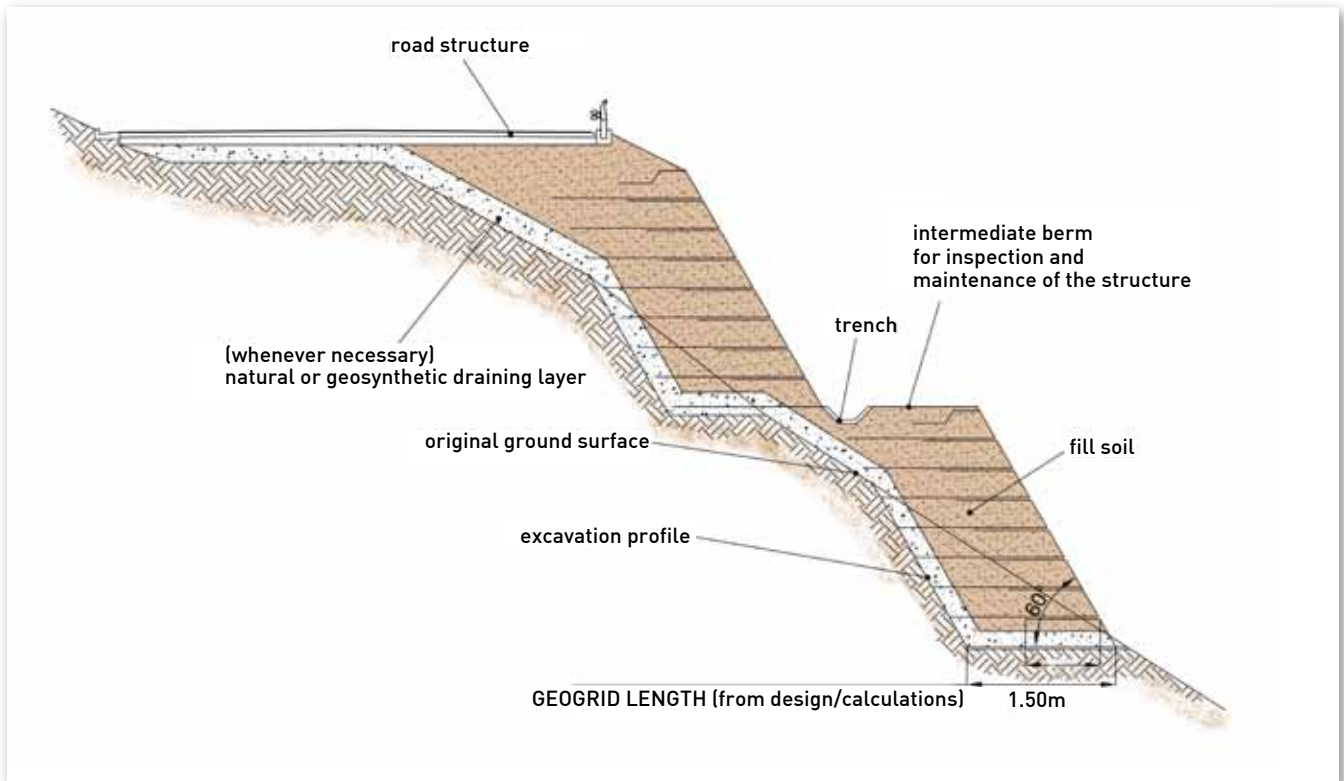 road structure
intermediate berm
for inspection and
maintenance of the structure
trench
(whenever necessary)
natural or geosynthetic draining layer
original ground surface
fill soil
excavation profile
60°
GEOGRID LENGTH (from design/calculations)
1.50m